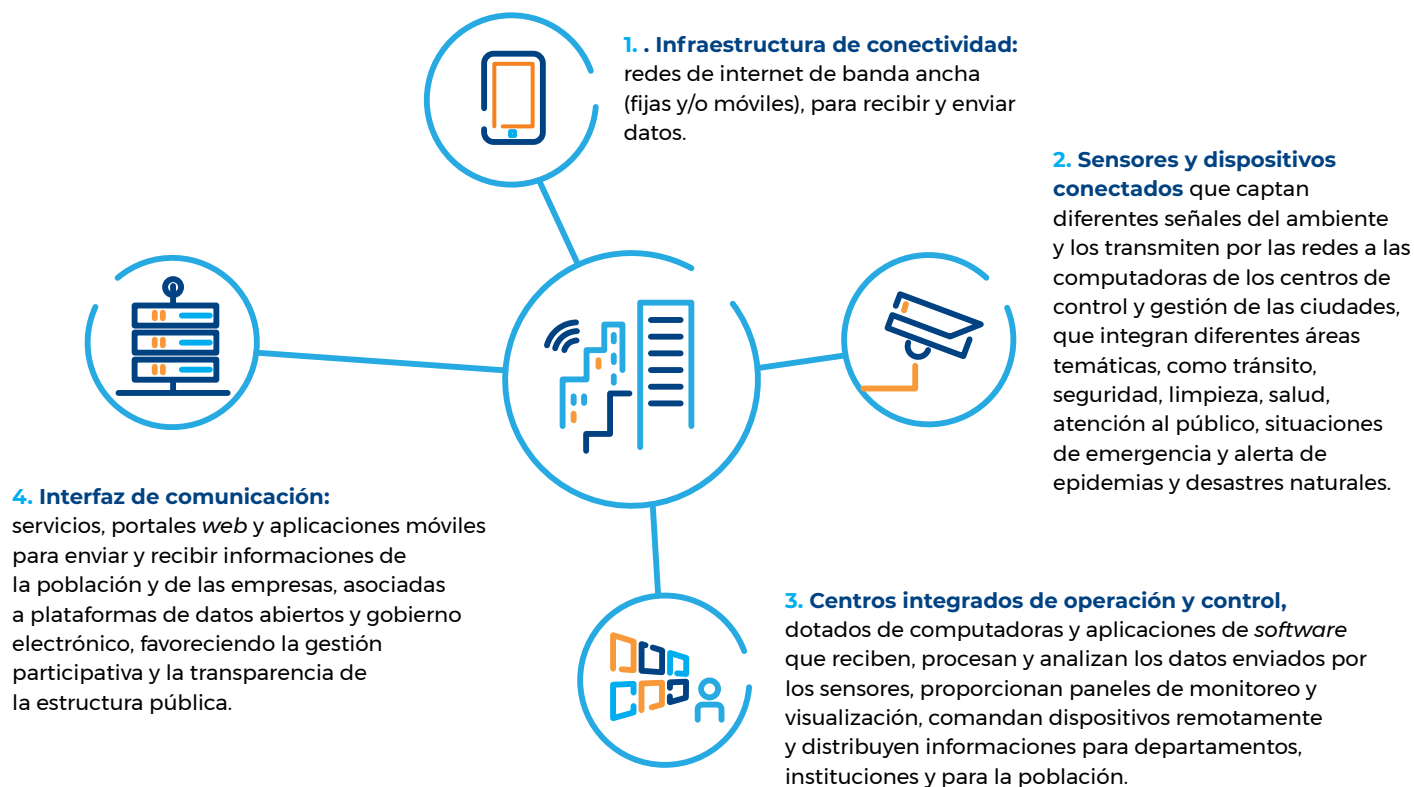 1. . Infraestructura de conectividad:
redes de internet de banda ancha
(fijas y/o móviles), para recibir y enviar
datos.
2. Sensores y dispositivos
conectados que captan
diferentes señales del ambiente
y los transmiten por las redes a las
computadoras de los centros de
control y gestión de las ciudades,
que integran diferentes áreas
temáticas, como tránsito,
seguridad, limpieza, salud,
atención al público, situaciones
de emergencia y alerta de
epidemias y desastres naturales.
3. Centros integrados de operación y control,
dotados de computadoras y aplicaciones de software
que reciben, procesan y analizan los datos enviados por
los sensores, proporcionan paneles de monitoreo y
visualización, comandan dispositivos remotamente
y distribuyen informaciones para departamentos,
instituciones y para la población.
4. Interfaz de comunicación:
servicios, portales web y aplicaciones móviles
para enviar y recibir informaciones de
la población y de las empresas, asociadas
a plataformas de datos abiertos y gobierno
electrónico, favoreciendo la gestión
participativa y la transparencia de
la estructura pública.